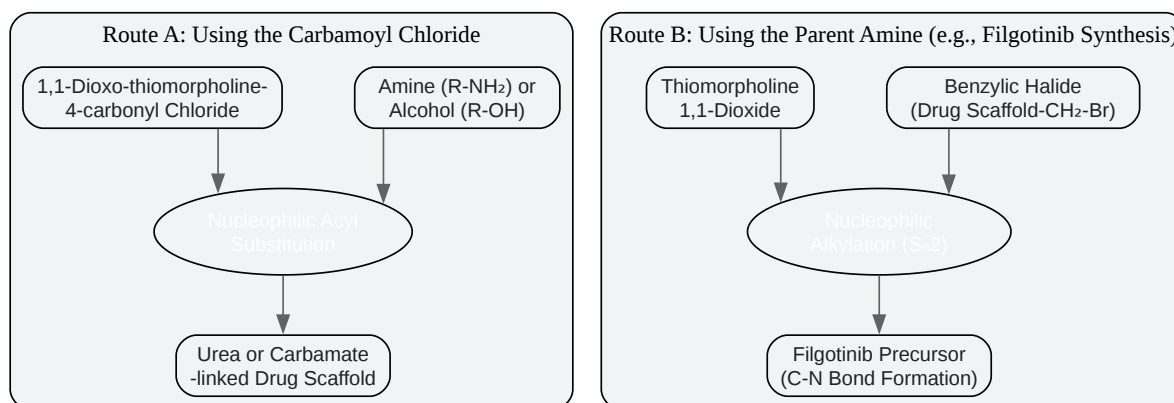 Route A: Using the Carbamoyl Chloride
1,1-Dioxo-thiomorpholine-
4-carbonyl Chloride
Amine (R-NH₂) or
Alcohol (R-OH)
Nucleophilic Acyl
Substitution
Urea or Carbamate
-linked Drug Scaffold
Route B: Using the Parent Amine (e.g., Filgotinib Synthesis)
Thiomorpholine
1,1-Dioxide
Benzylic Halide
(Drug Scaffold-CH₂-Br)
Nucleophilic
Alkylation (Sₙ2)
Filgotinib Precursor
(C-N Bond Formation)